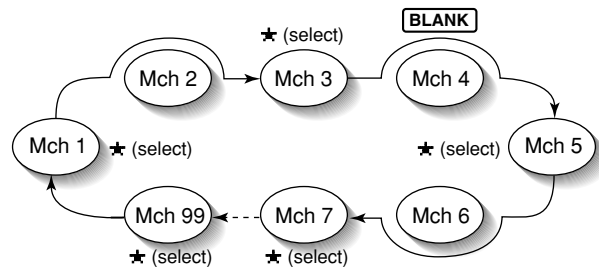 BLANK
★ (select)
Mch 2
Mch 3
Mch 4
Mch 1
★ (select)
★ (select)
Mch 5
Mch 99
Mch 7
Mch 6
★ (select)
★ (select)